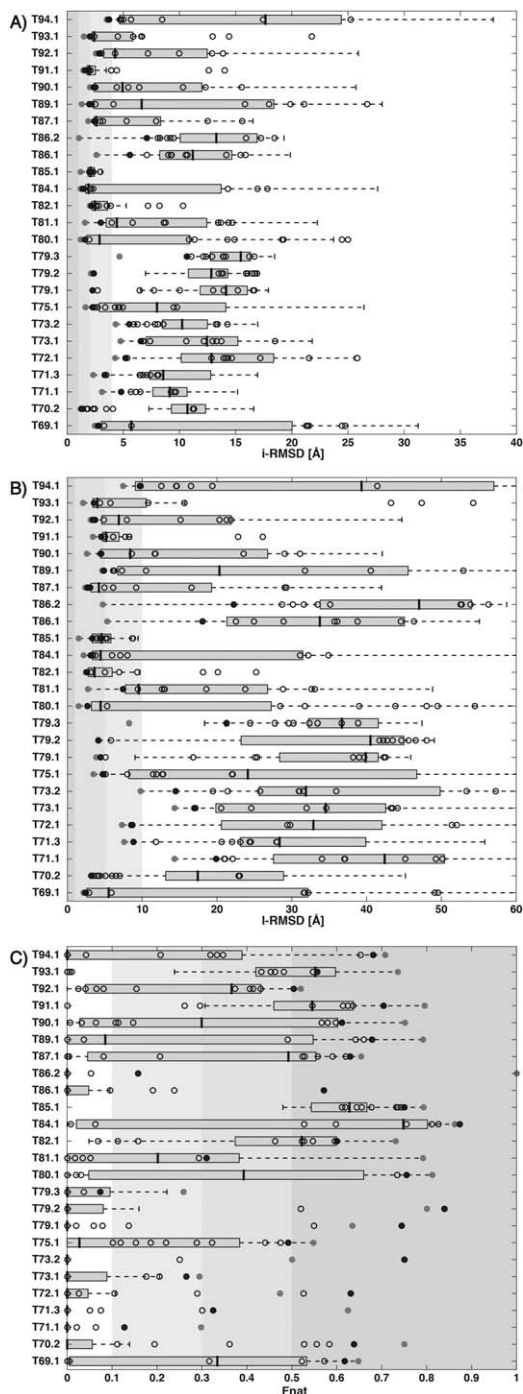 A)
T94.1
T93.1
T92.1
T91.1
T90.1
T89.1
T87.1
T86.2
T86.1
T85.1
T84.1
T82.1
T81.1
T80.1
T79.3
T79.2
T79.1
T75.1
T73.2
T73.1
T72.1
T71.3
T71.1
T70.2
T69.1
0 5 10 15 20 25 30 35 40
i-RMSD [Å]
B)
T94.1
T93.1
T92.1
T91.1
T90.1
T89.1
T87.1
T86.2
T86.1
T85.1
T84.1
T82.1
T81.1
T80.1
T79.3
T79.2
T79.1
T75.1
T73.2
T73.1
T72.1
T71.3
T71.1
T70.2
T69.1
0 10 20 30 40 50 60
l-RMSD [Å]
C)
T94.1
T93.1
T92.1
T91.1
T90.1
T89.1
T87.1
T86.2
T86.1
T85.1
T84.1
T82.1
T81.1
T80.1
T79.3
T79.2
T79.1
T75.1
T73.2
T73.1
T72.1
T71.3
T71.1
T70.2
T69.1
0 0.1 0.2 0.3 0.4 0.5 0.6 0.7 0.8 0.9 1
Fnat